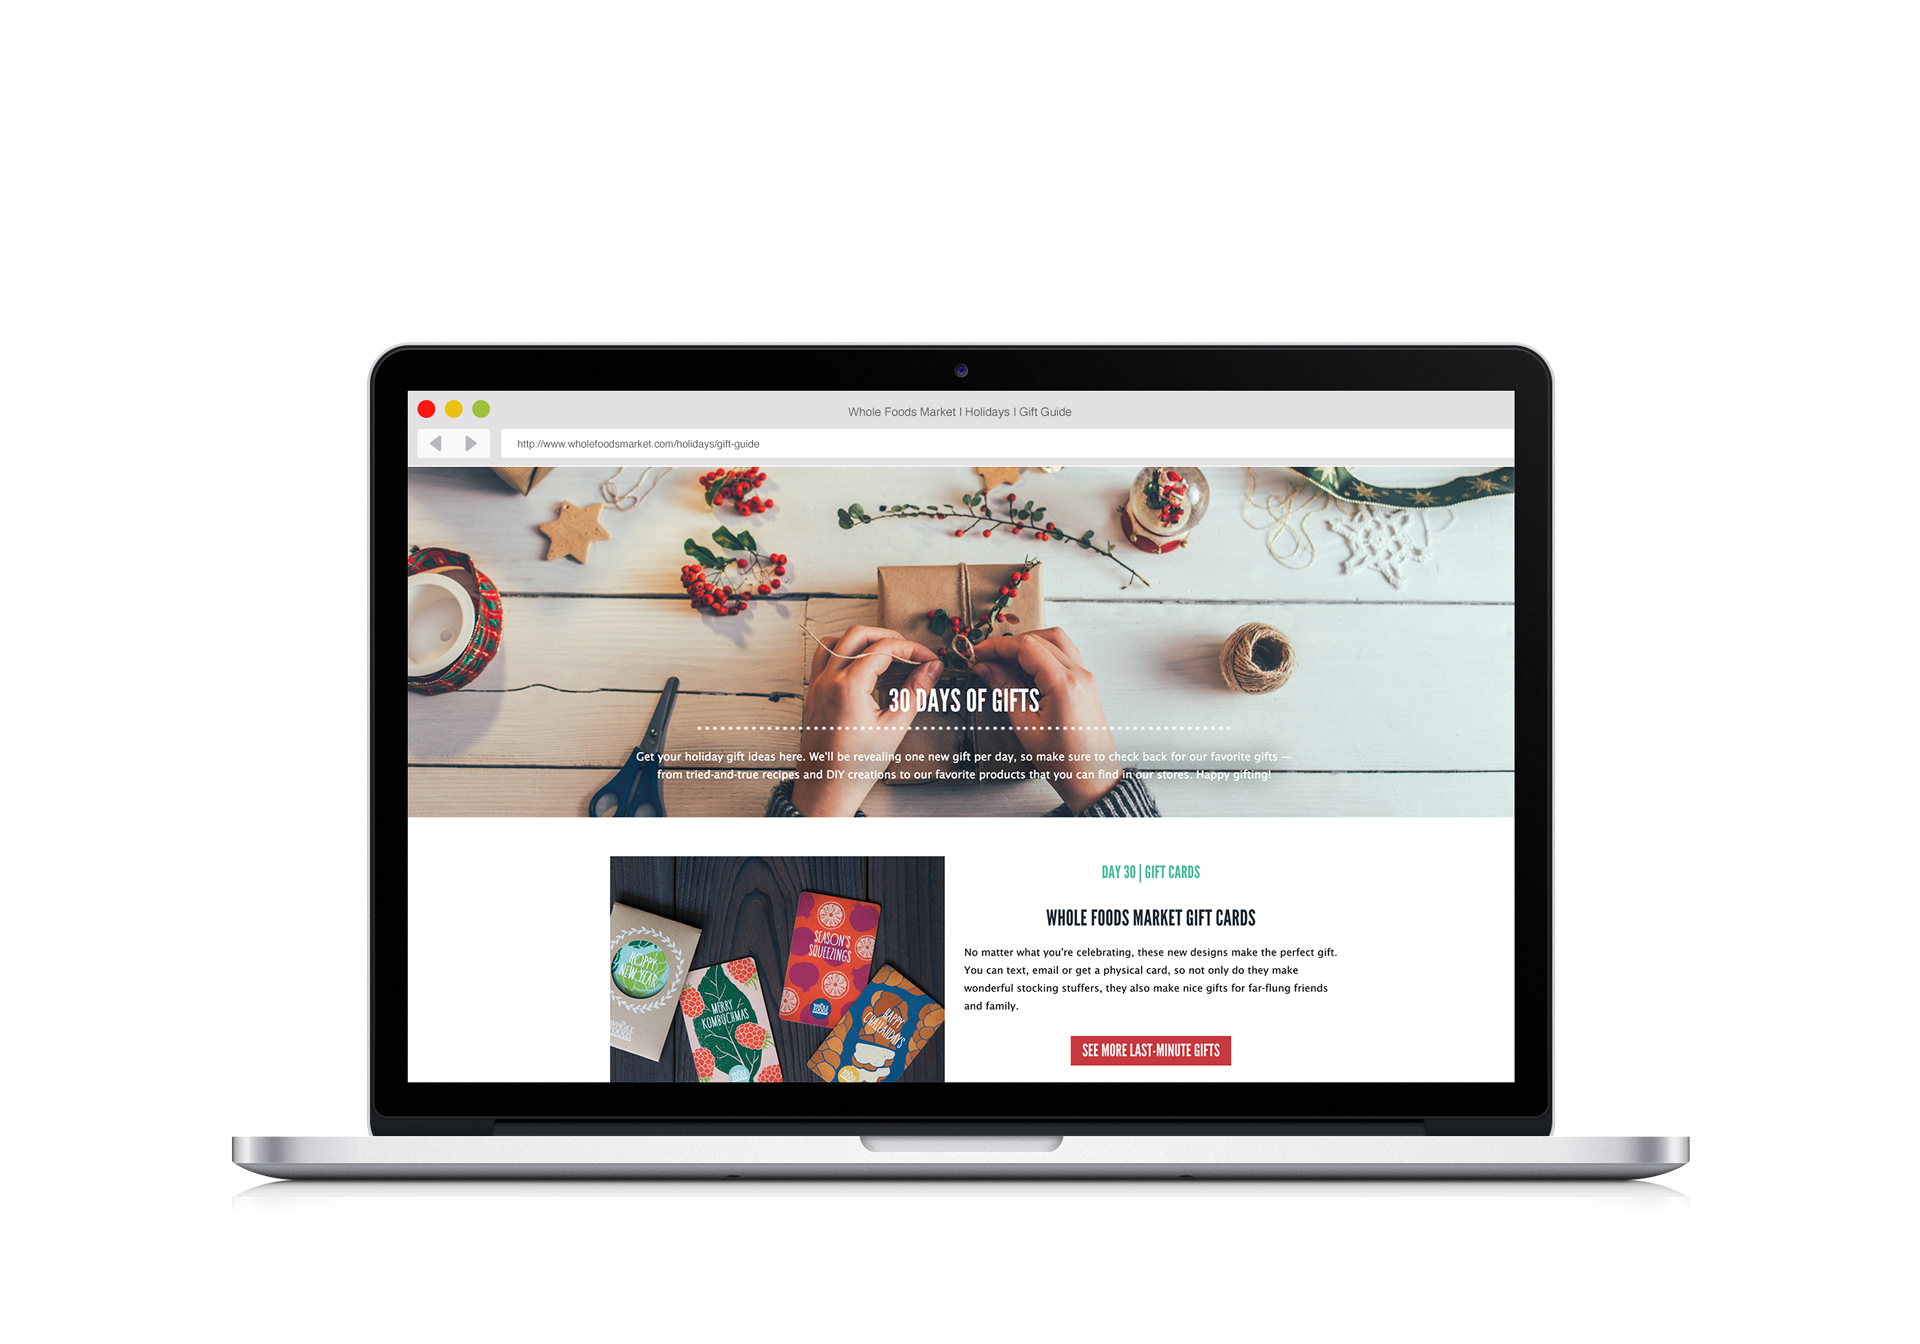 Whole Foods Market I Holidays I Gift Guide
http://www.wholefoodsmarket.com/holidays/gift-guide
30 DAYS OF GIFTS
Get your holiday gift ideas here. We'll be revealing one new gift per day, so make sure to check back for our favorite gifts —
from tried-and-true recipes and DIY creations to our favorite products that you can find in our stores. Happy gifting!
DAY 30 | GIFT CARDS
WHOLE FOODS MARKET GIFT CARDS
No matter what you're celebrating, these new designs make the perfect gift.
You can text, email or get a physical card, so not only do they make
wonderful stocking stuffers, they also make nice gifts for far-flung friends
and family.
SEE MORE LAST-MINUTE GIFTS
HAPPY
NEW YEAR
WHOLE
FOODS
MERRY
KOMBUCHMAS
SEASON'S
SQUEEZINGS
WHOLE
FOODS
HAPPY
CHALAHDAYS